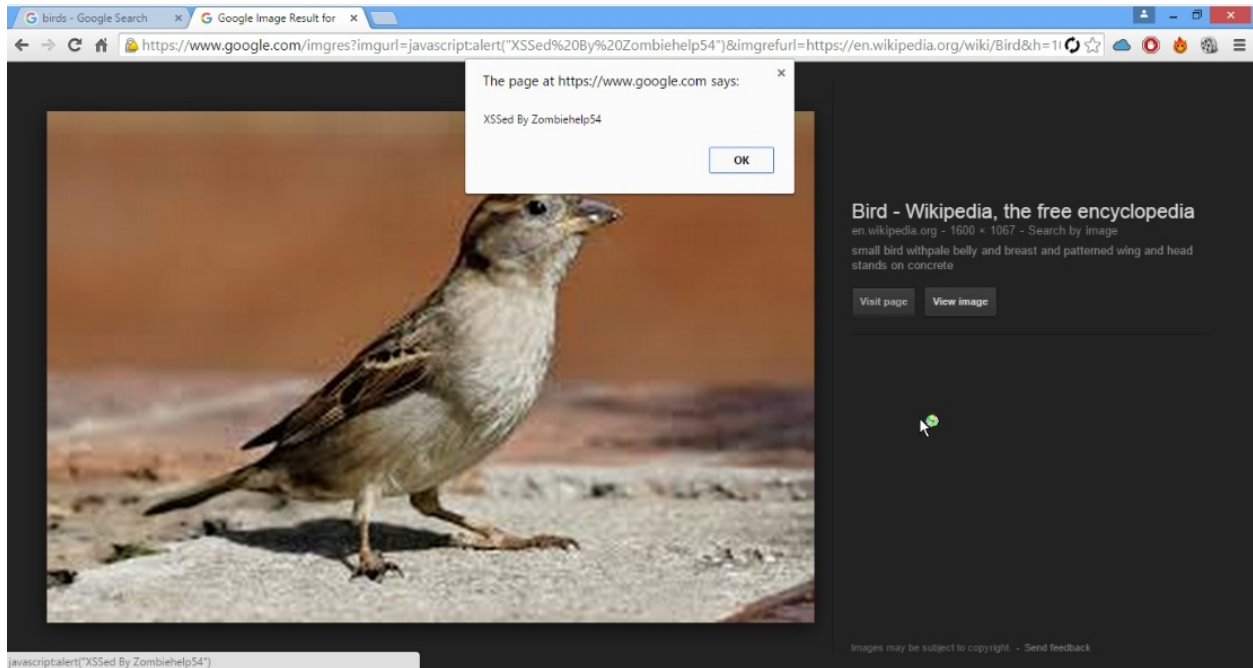 birds - Google Search
Google Image Result for
https://www.google.com/imgres?imgurl=javascript:alert("XSSed%20By%20Zombiehelp54")&imgrefurl=https://en.wikipedia.org/wiki/Bird&h=1
The page at https://www.google.com says:
XSSed By Zombiehelp54
OK
Bird - Wikipedia, the free encyclopedia
en.wikipedia.org - 1600 × 1067 - Search by image
small bird withpale belly and breast and patterned wing and head
stands on concrete
Visit page
View image
Images may be subject to copyright. - Send feedback
javascript:alert("XSSed By Zombiehelp54")